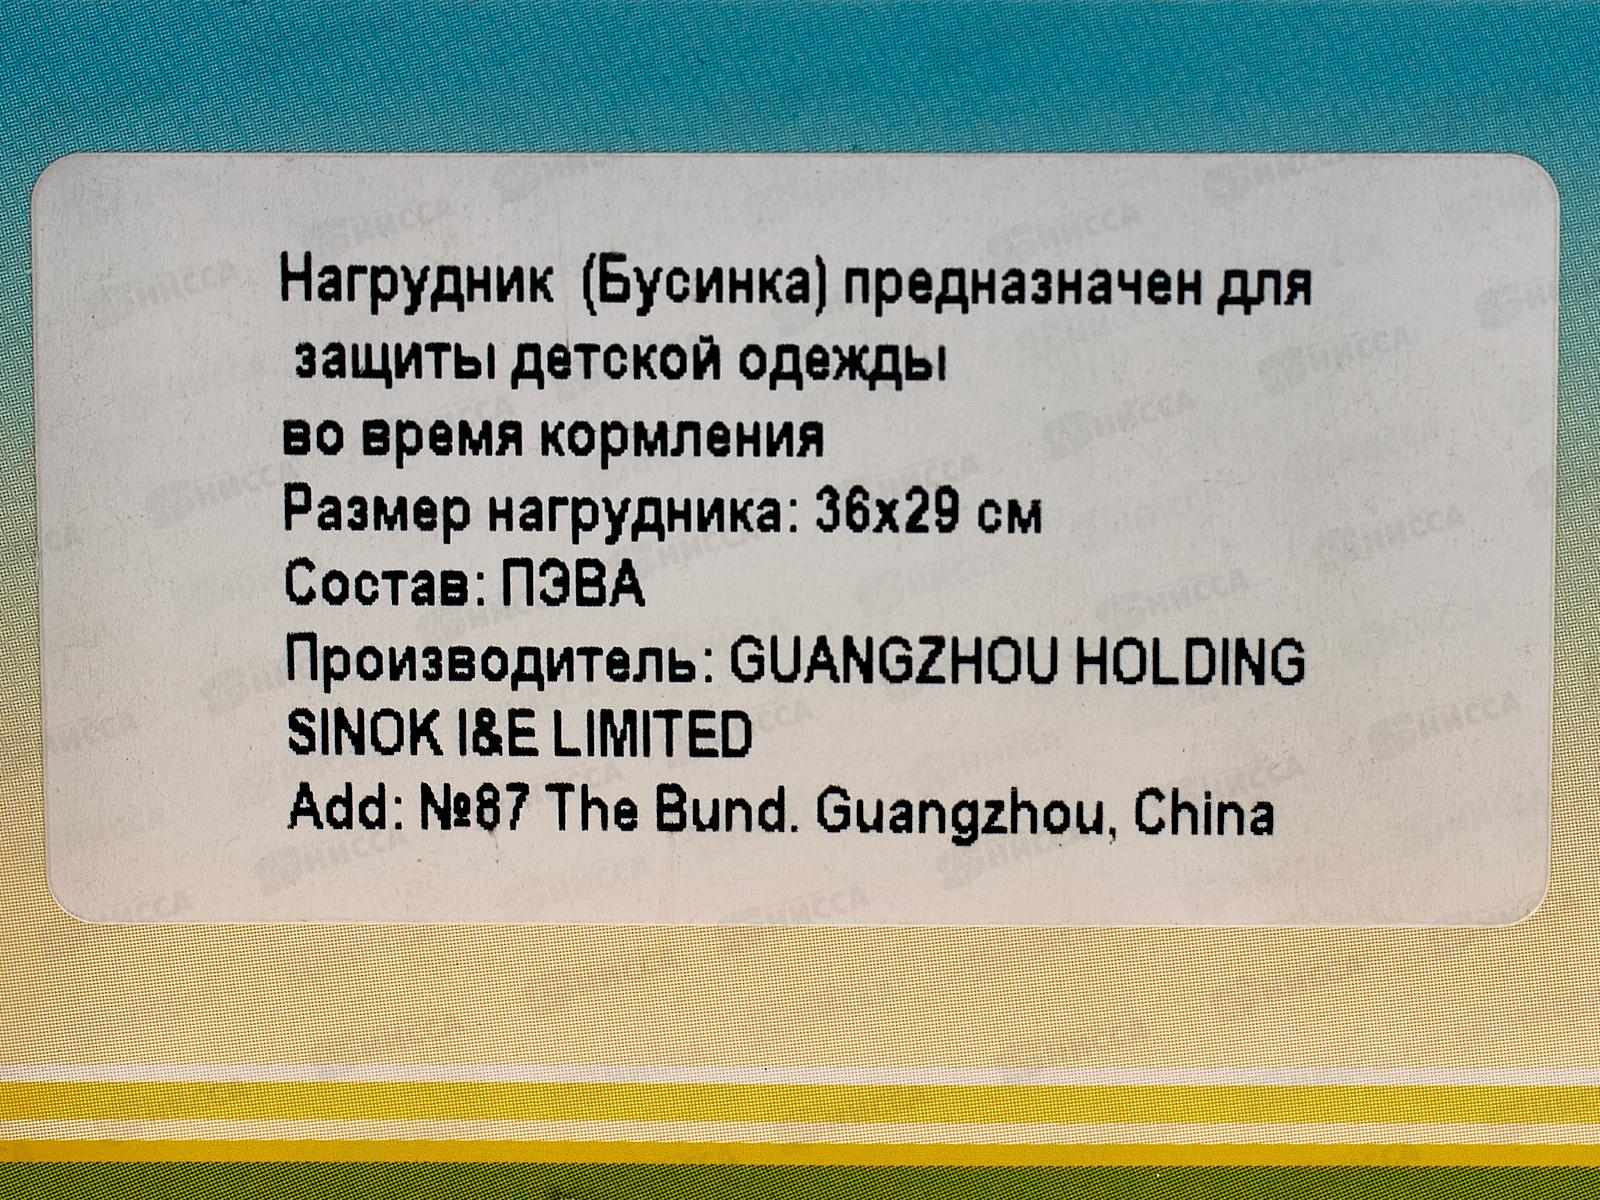 Нагрудник (Бусинка) предназначен для
защиты детской одежды
во время кормления
Размер нагрудника: 36х29 см
Состав: ПЭВА
Производитель: GUANGZHOU HOLDING
SINOK I&E LIMITED
Add: №87 The Bund. Guangzhou, China